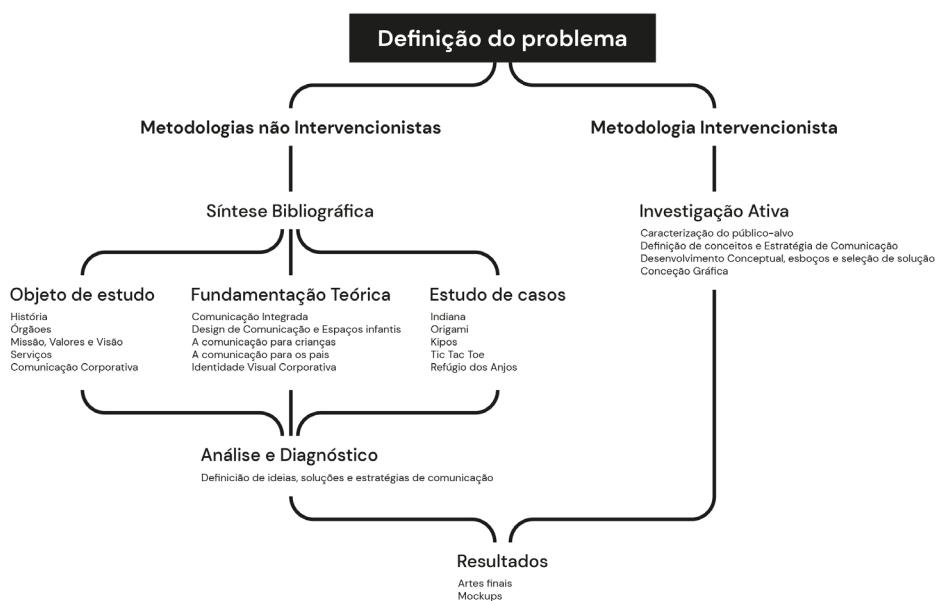 Definição do problema
Metodologias não Intervencionistas
Metodologia Intervencionista
Síntese Bibliográfica
Investigação Ativa
Caracterização do público-alvo
Definição de conceitos e Estratégia de Comunicação
Desenvolvimento Conceptual, esboços e seleção de solução
Conceção Gráfica
Objeto de estudo
História
Órgãoes
Missão, Valores e Visão
Serviços
Comunicação Corporativa
Fundamentação Teórica
Comunicação Integrada
Design de Comunicação e Espaços infantis
A comunicação para crianças
A comunicação para os pais
Identidade Visual Corporativa
Estudo de casos
Indiana
Origami
Kipos
Tic Tac Toe
Refúgio dos Anjos
Análise e Diagnóstico
Definicião de ideias, soluções e estratégias de comunicação
Resultados
Artes finais
Mockups